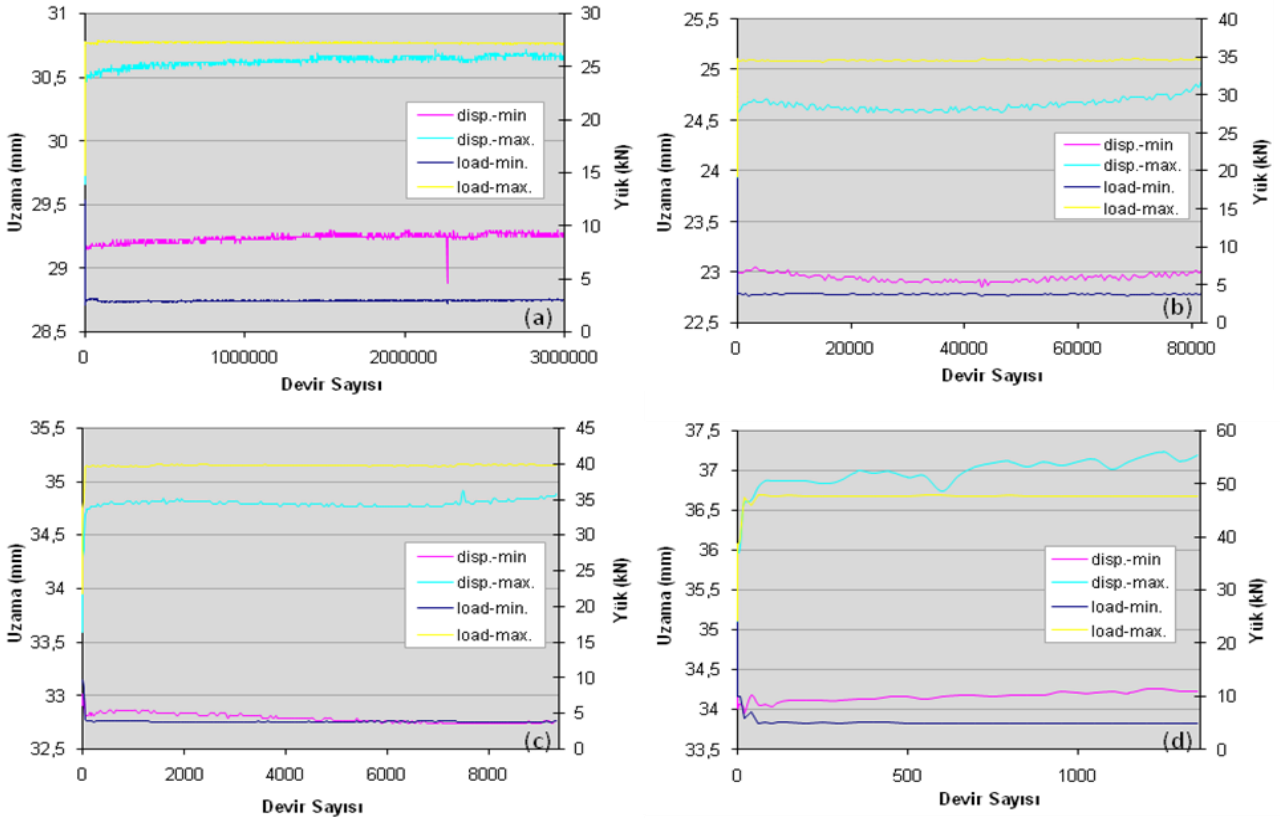 31
30,5
30
29,5
29
28,5
Uzama (mm)
30
25
20
15
10
5
0
Yük (kN)
disp.-min
disp.-max.
load-min.
load-max.
(a)
0
1000000
2000000
3000000
Devir Sayısı
25,5
25
24,5
24
23,5
23
22,5
Uzama (mm)
40
35
30
25
20
15
10
5
0
Yük (kN)
disp.-min
disp.-max.
load-min.
load-max.
(b)
0
20000
40000
60000
80000
Devir Sayısı
35,5
35
34,5
34
33,5
33
32,5
Uzama (mm)
45
40
35
30
25
20
15
10
5
0
Yük (kN)
disp.-min
disp.-max.
load-min.
load-max.
(c)
0
2000
4000
6000
8000
Devir Sayısı
37,5
37
36,5
36
35,5
35
34,5
34
33,5
Uzama (mm)
60
50
40
30
20
10
0
Yük (kN)
disp.-min
disp.-max.
load-min.
load-max.
(d)
0
500
1000
Devir Sayısı